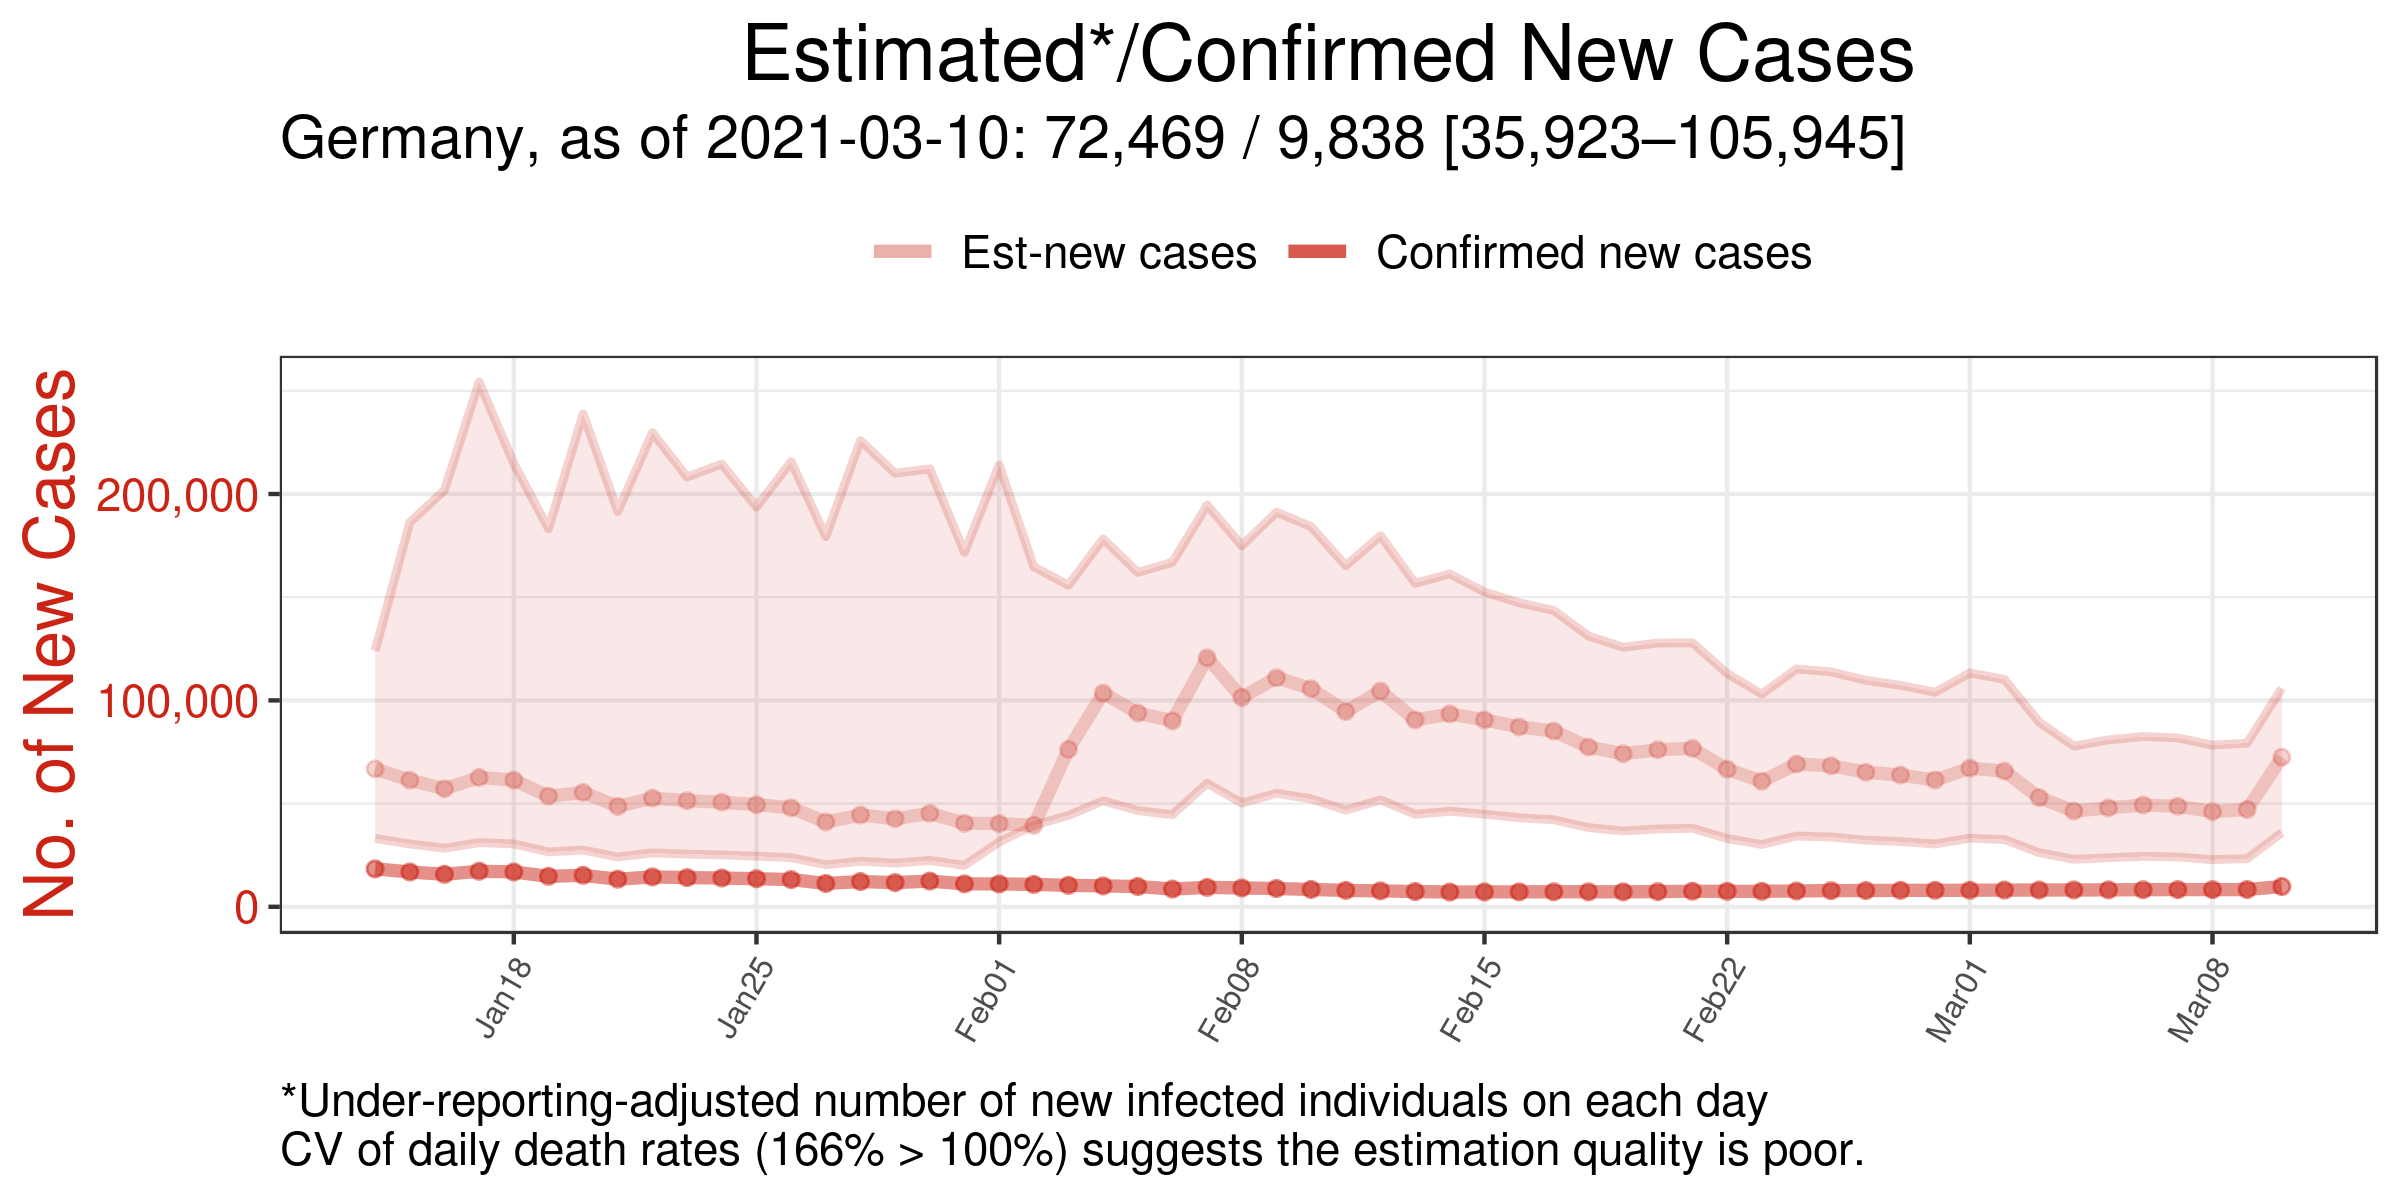 Estimated*/Confirmed New Cases
Germany, as of 2021-03-10: 72,469 / 9,838 [35,923–105,945]
Est-new cases
Confirmed new cases
No. of New Cases
200,000
100,000
0
Jan18
Jan25
Feb01
Feb08
Feb15
Feb22
Mar01
Mar08
*Under-reporting-adjusted number of new infected individuals on each day
CV of daily death rates (166% > 100%) suggests the estimation quality is poor.